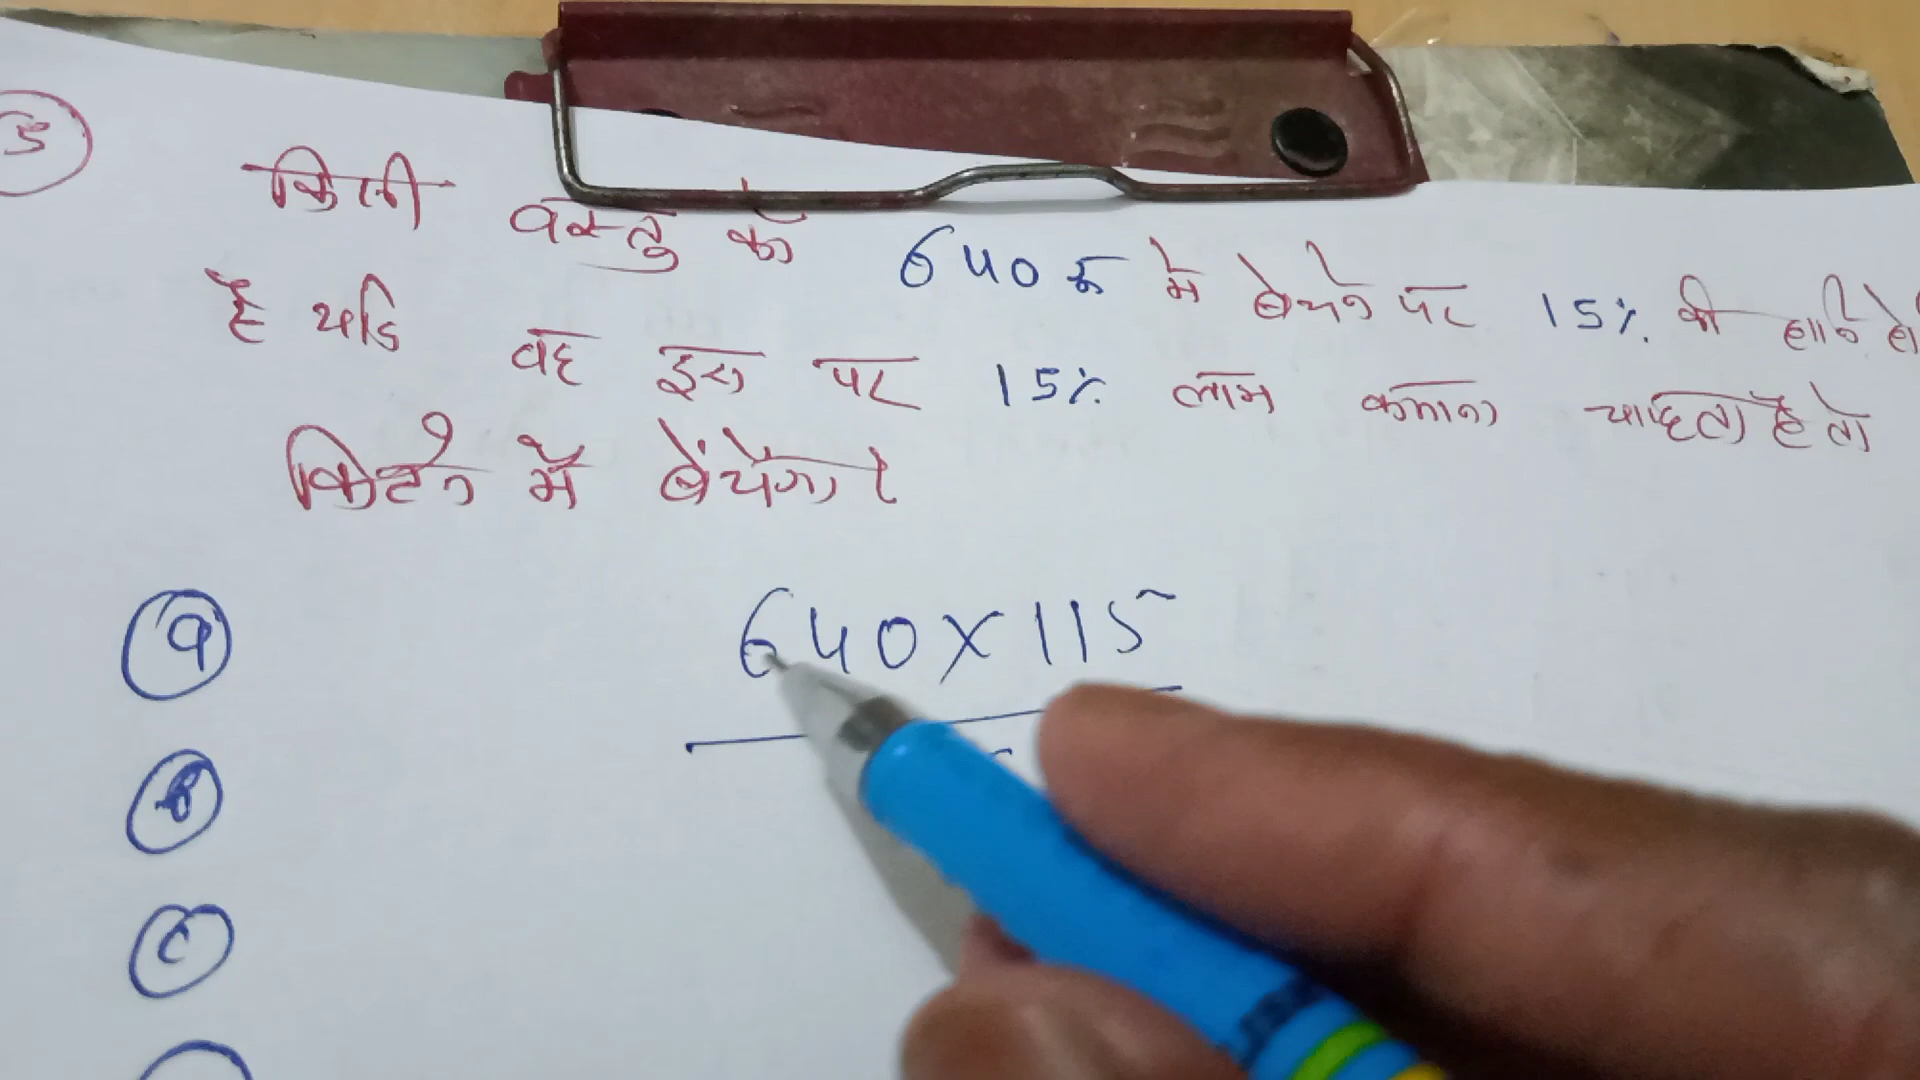 5
किसी वस्तु को 640 रु में बेचने पर 15% की हानि हो
है यदि वह इस पर 15% लाभ कमाना चाहता है तो
कितने में बेंचेगा।
a
640 X 115
B
C